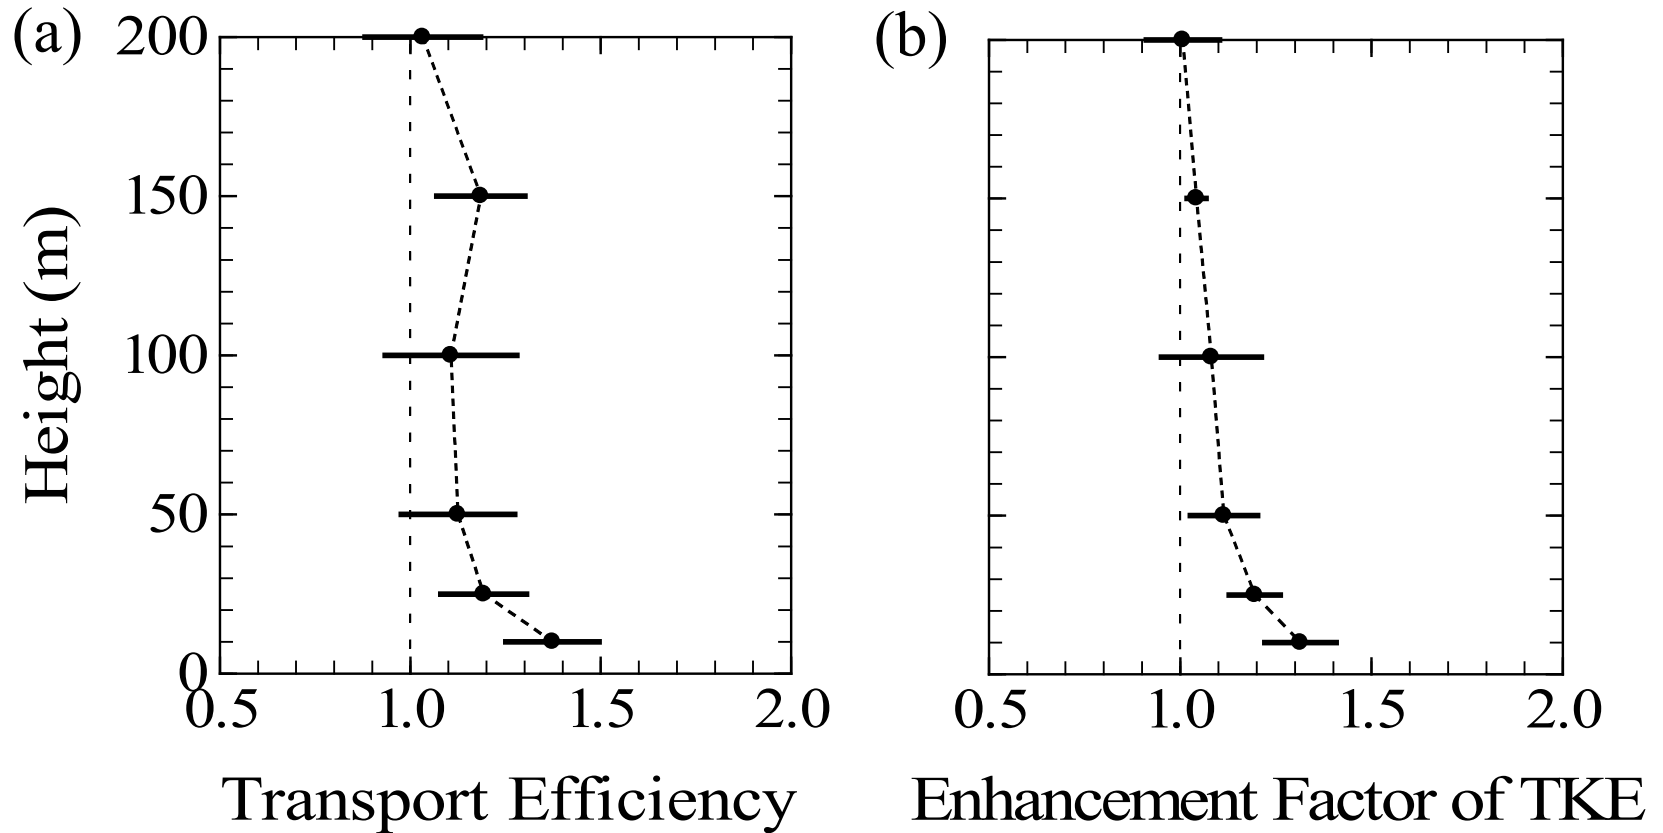 (a)
200
150
100
50
0
Height (m)
0.5 1.0 1.5 2.0
Transport Efficiency
(b)
0.5 1.0 1.5 2.0
Enhancement Factor of TKE